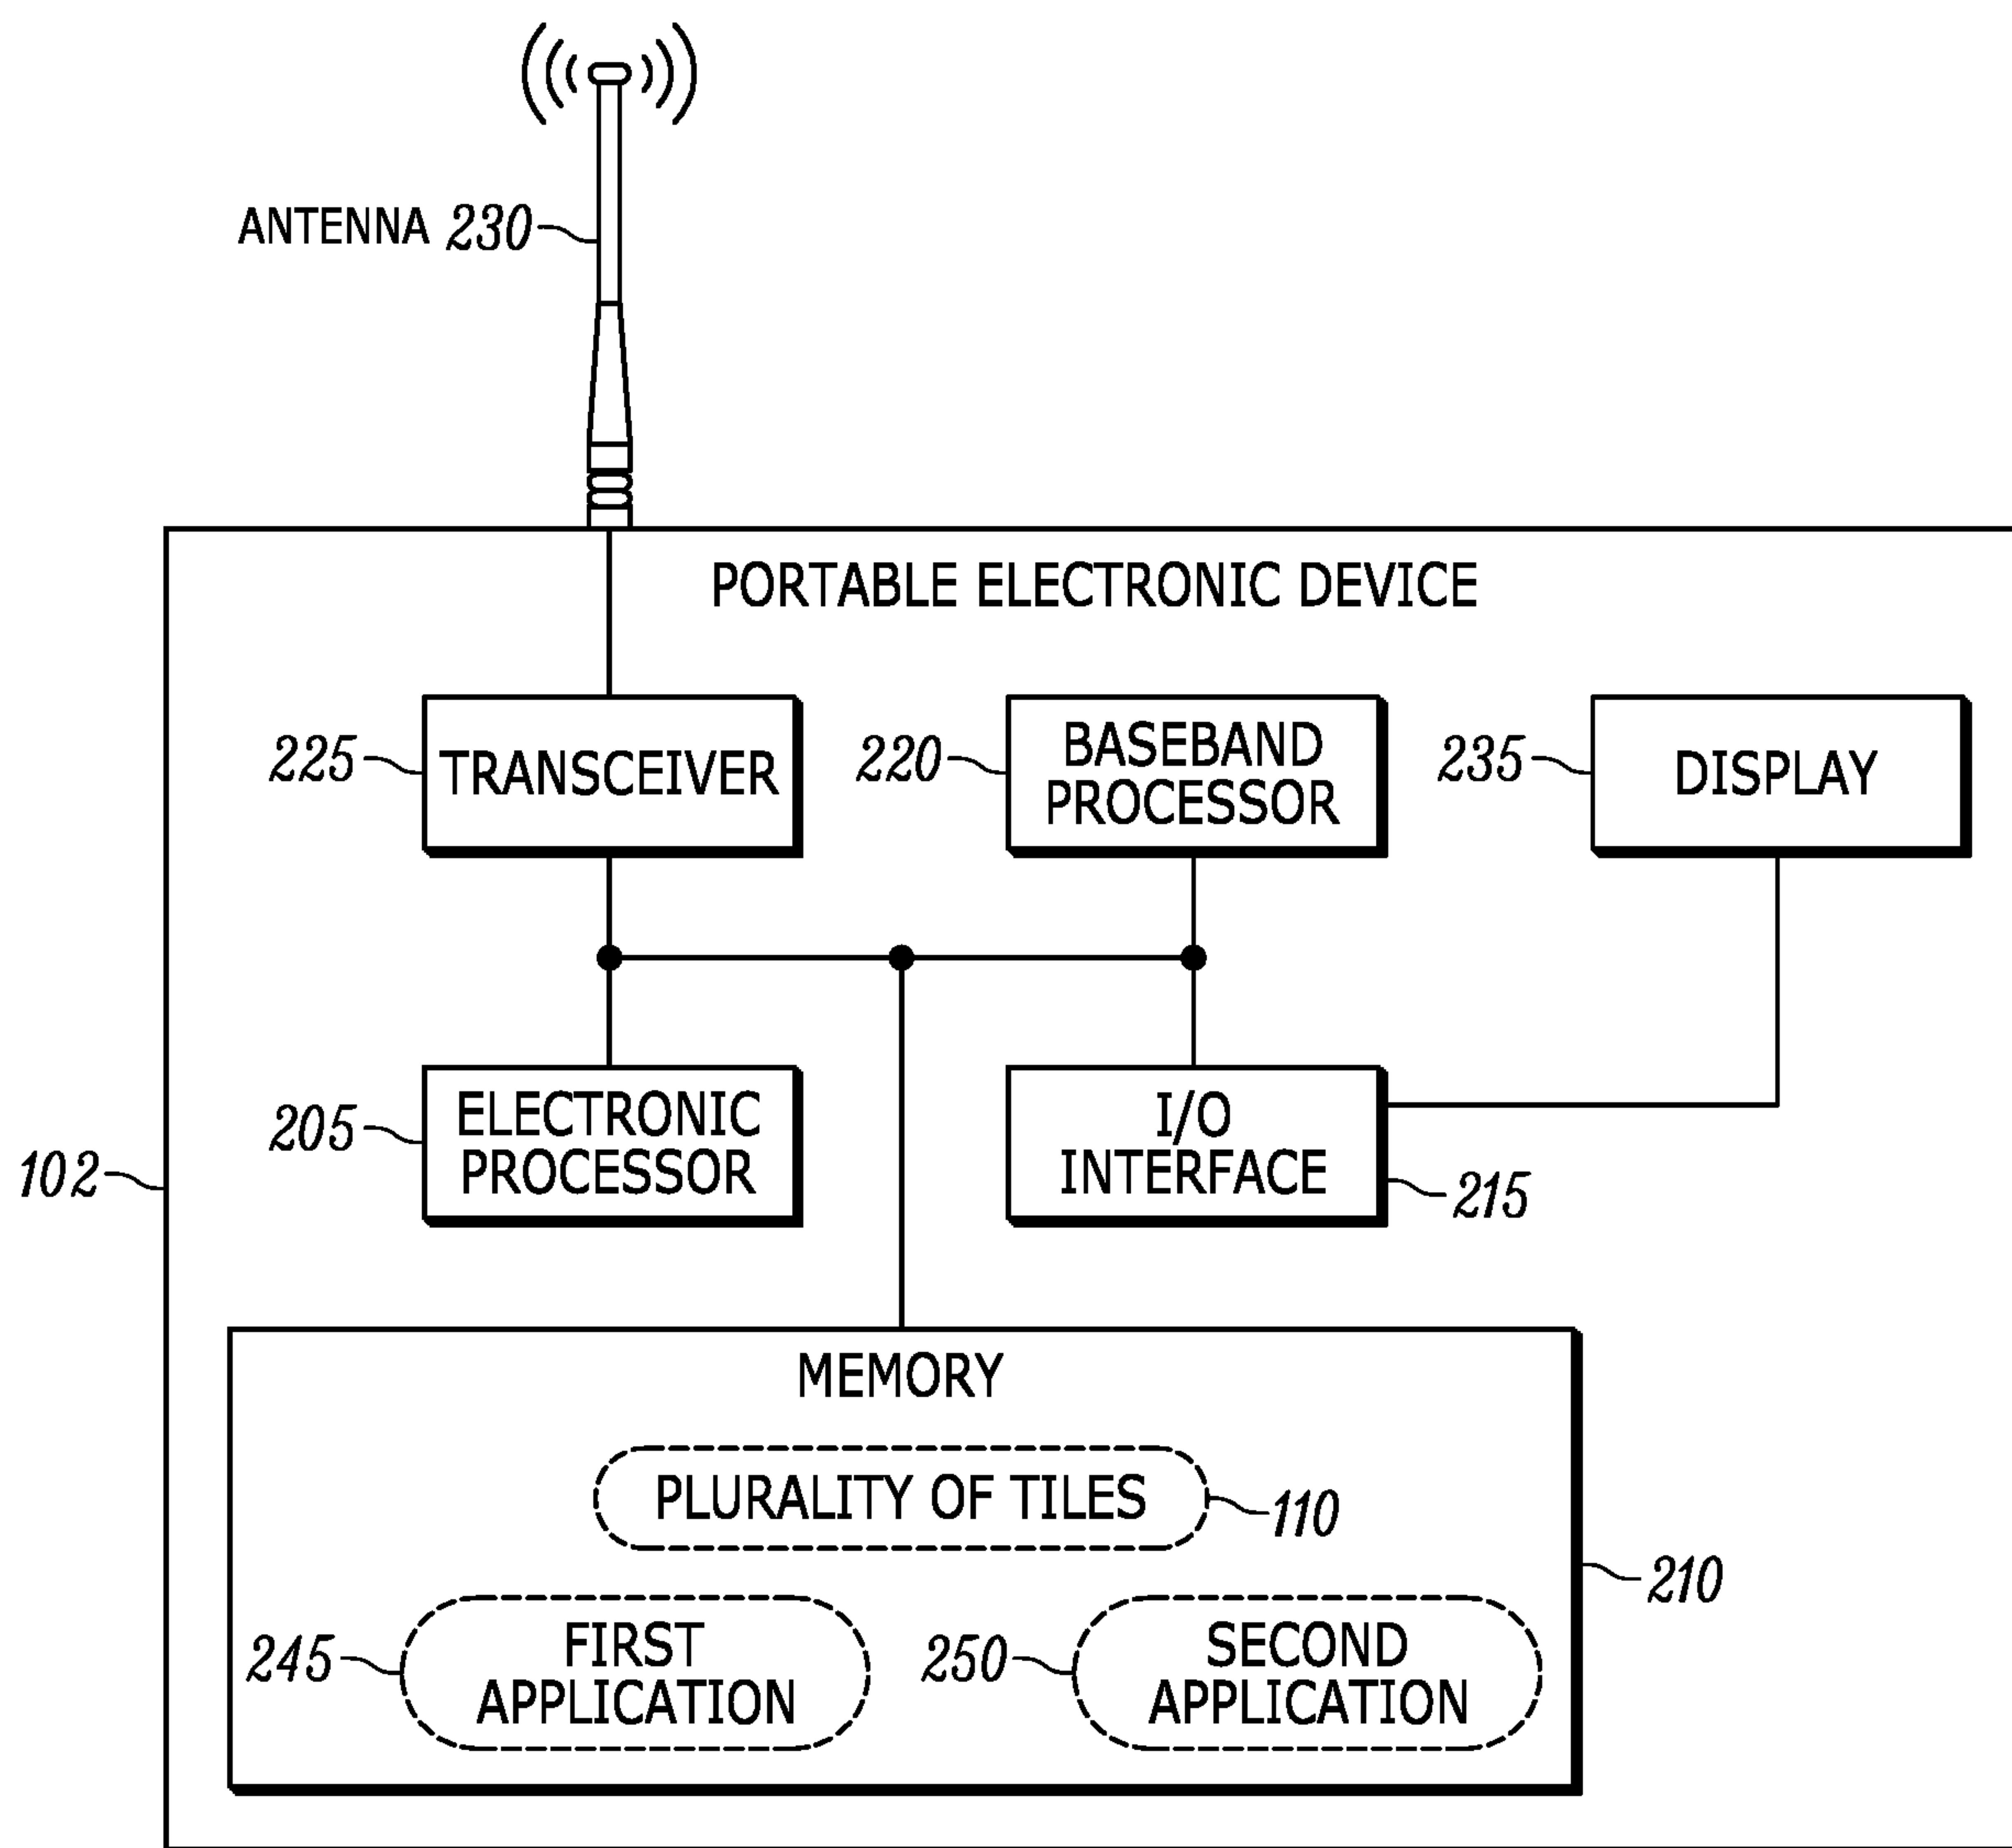 ANTENNA 230
PORTABLE ELECTRONIC DEVICE
225
TRANSCEIVER
220
BASEBAND
PROCESSOR
235
DISPLAY
205
ELECTRONIC
PROCESSOR
I/O
INTERFACE
215
102
MEMORY
PLURALITY OF TILES
110
210
245
FIRST
APPLICATION
250
SECOND
APPLICATION